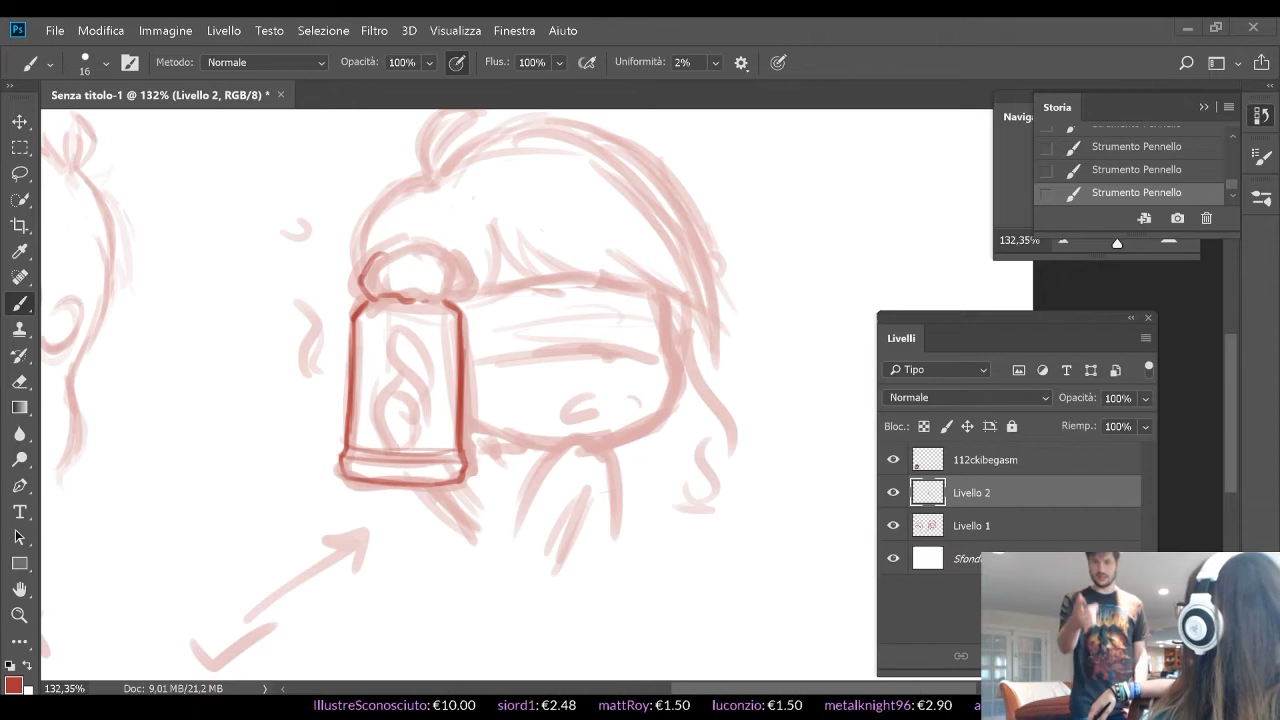 Ps File Modifica Immagine Livello Testo Selezione Filtro 3D Visualizza Finestra Aiuto
16 Metodo: Normale Opacità: 100% Flus.: 100% Uniformità: 2%
Senza titolo-1 @ 132% (Livello 2, RGB/8) *
Naviga
Storia
Strumento Pennello
Strumento Pennello
Strumento Pennello
132,35%
Livelli
Tipo
Normale Opacità: 100%
Bloc.: Riemp.: 100%
112ckibegasm
Livello 2
Livello 1
Sfond
132,35% Doc: 9,01 MB/21,2 MB
IllustreSconosciuto: €10.00 siord1: €2.48 mattRoy: €1.50 luconzio: €1.50 metalknight96: €2.90 a